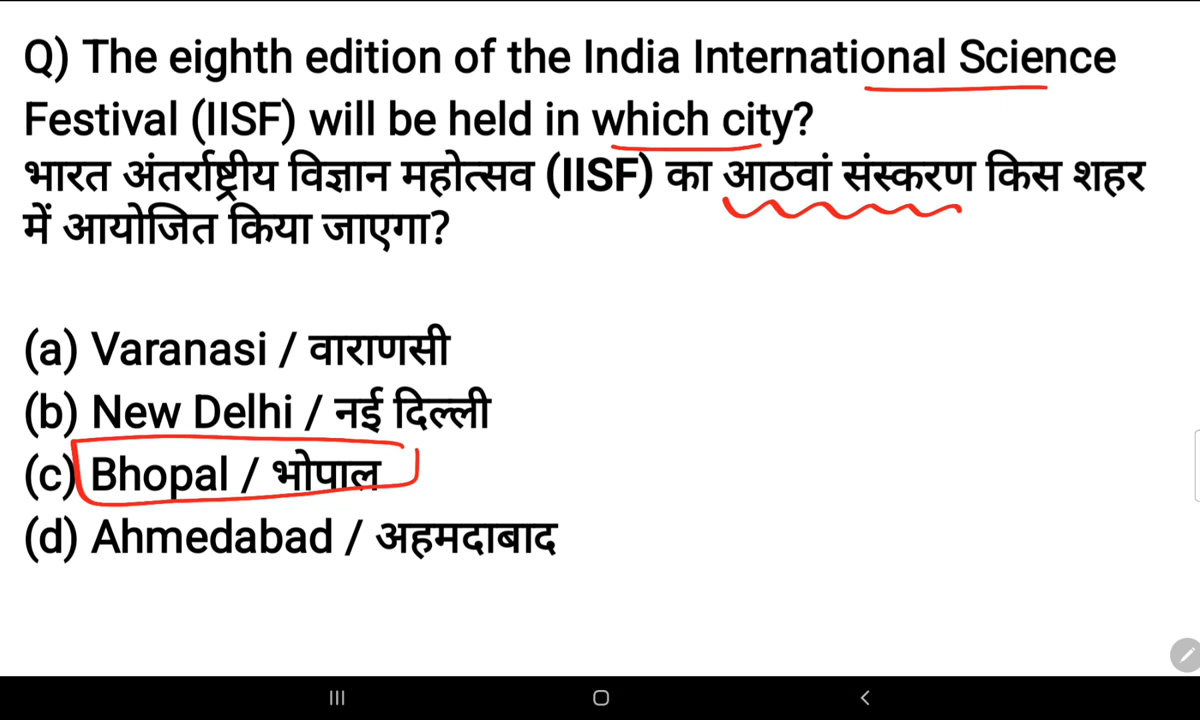 Q) The eighth edition of the India International Science
Festival (IISF) will be held in which city?
भारत अंतर्राष्ट्रीय विज्ञान महोत्सव (IISF) का आठवां संस्करण किस शहर
में आयोजित किया जाएगा?
(a) Varanasi / वाराणसी
(b) New Delhi / नई दिल्ली
(c) Bhopal / भोपाल
(d) Ahmedabad / अहमदाबाद